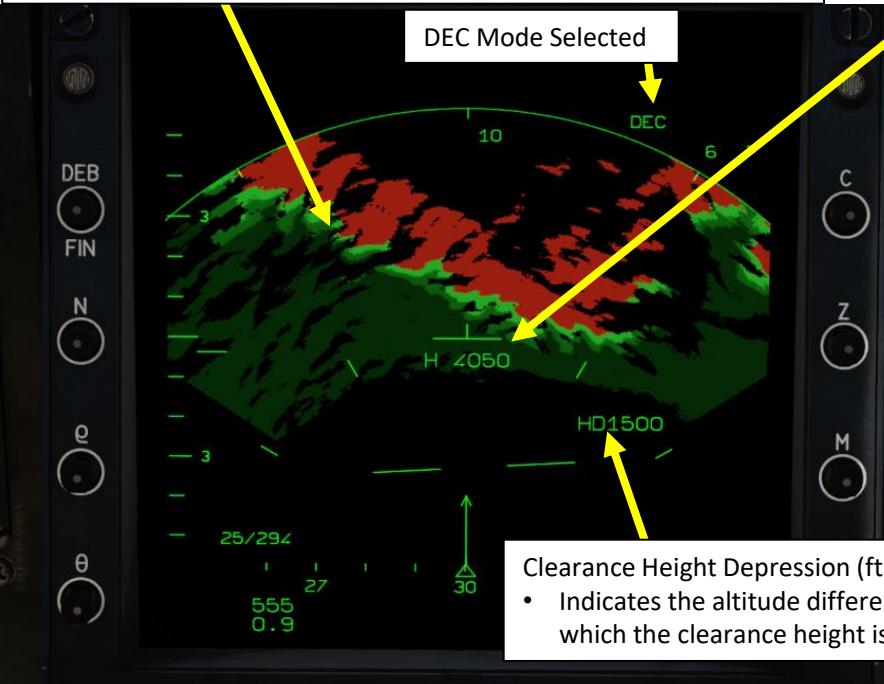 DEC Mode Selected
DEC
10
6
DEB
FIN
3
C
N
Z
H 4050
HD1500
ϱ
M
3
25/294
θ
27
30
555
0.9
Clearance Height Depression (ft
• Indicates the altitude differe
which the clearance height is